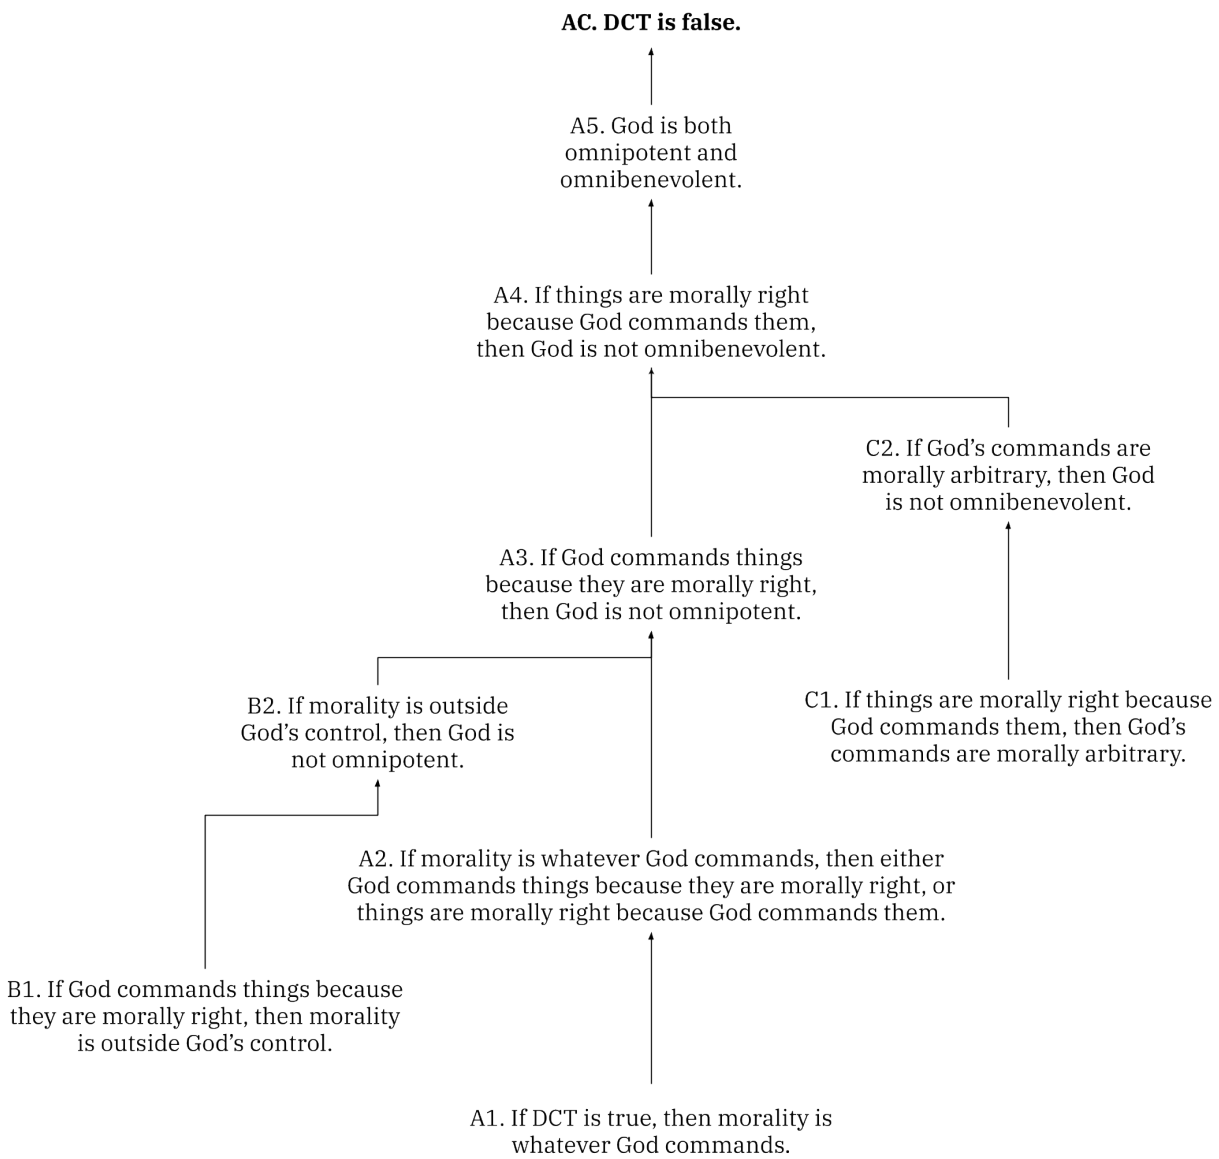 AC. DCT is false.
A5. God is both
omnipotent and
omnibenevolent.
A4. If things are morally right
because God commands them,
then God is not omnibenevolent.
C2. If God’s commands are
morally arbitrary, then God
is not omnibenevolent.
A3. If God commands things
because they are morally right,
then God is not omnipotent.
B2. If morality is outside
God’s control, then God is
not omnipotent.
C1. If things are morally right because
God commands them, then God’s
commands are morally arbitrary.
A2. If morality is whatever God commands, then either
God commands things because they are morally right, or
things are morally right because God commands them.
B1. If God commands things because
they are morally right, then morality
is outside God’s control.
A1. If DCT is true, then morality is
whatever God commands.